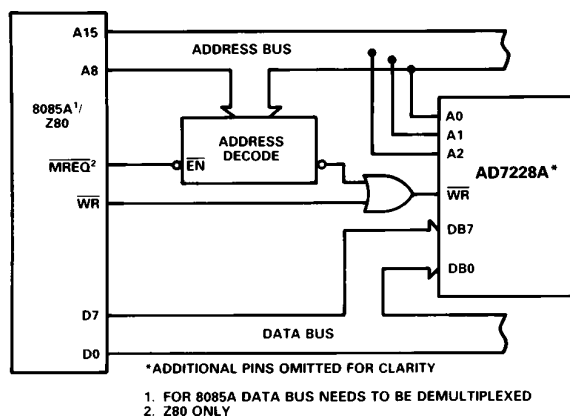 A15
ADDRESS BUS
A8
8085A¹/
Z80
ADDRESS
DECODE
A0
A1
A2
AD7228A*
MREQ²
EN
WR
WR
DB7
DB0
D7
DATA BUS
D0
*ADDITIONAL PINS OMITTED FOR CLARITY
1. FOR 8085A DATA BUS NEEDS TO BE DEMULTIPLEXED
2. Z80 ONLY